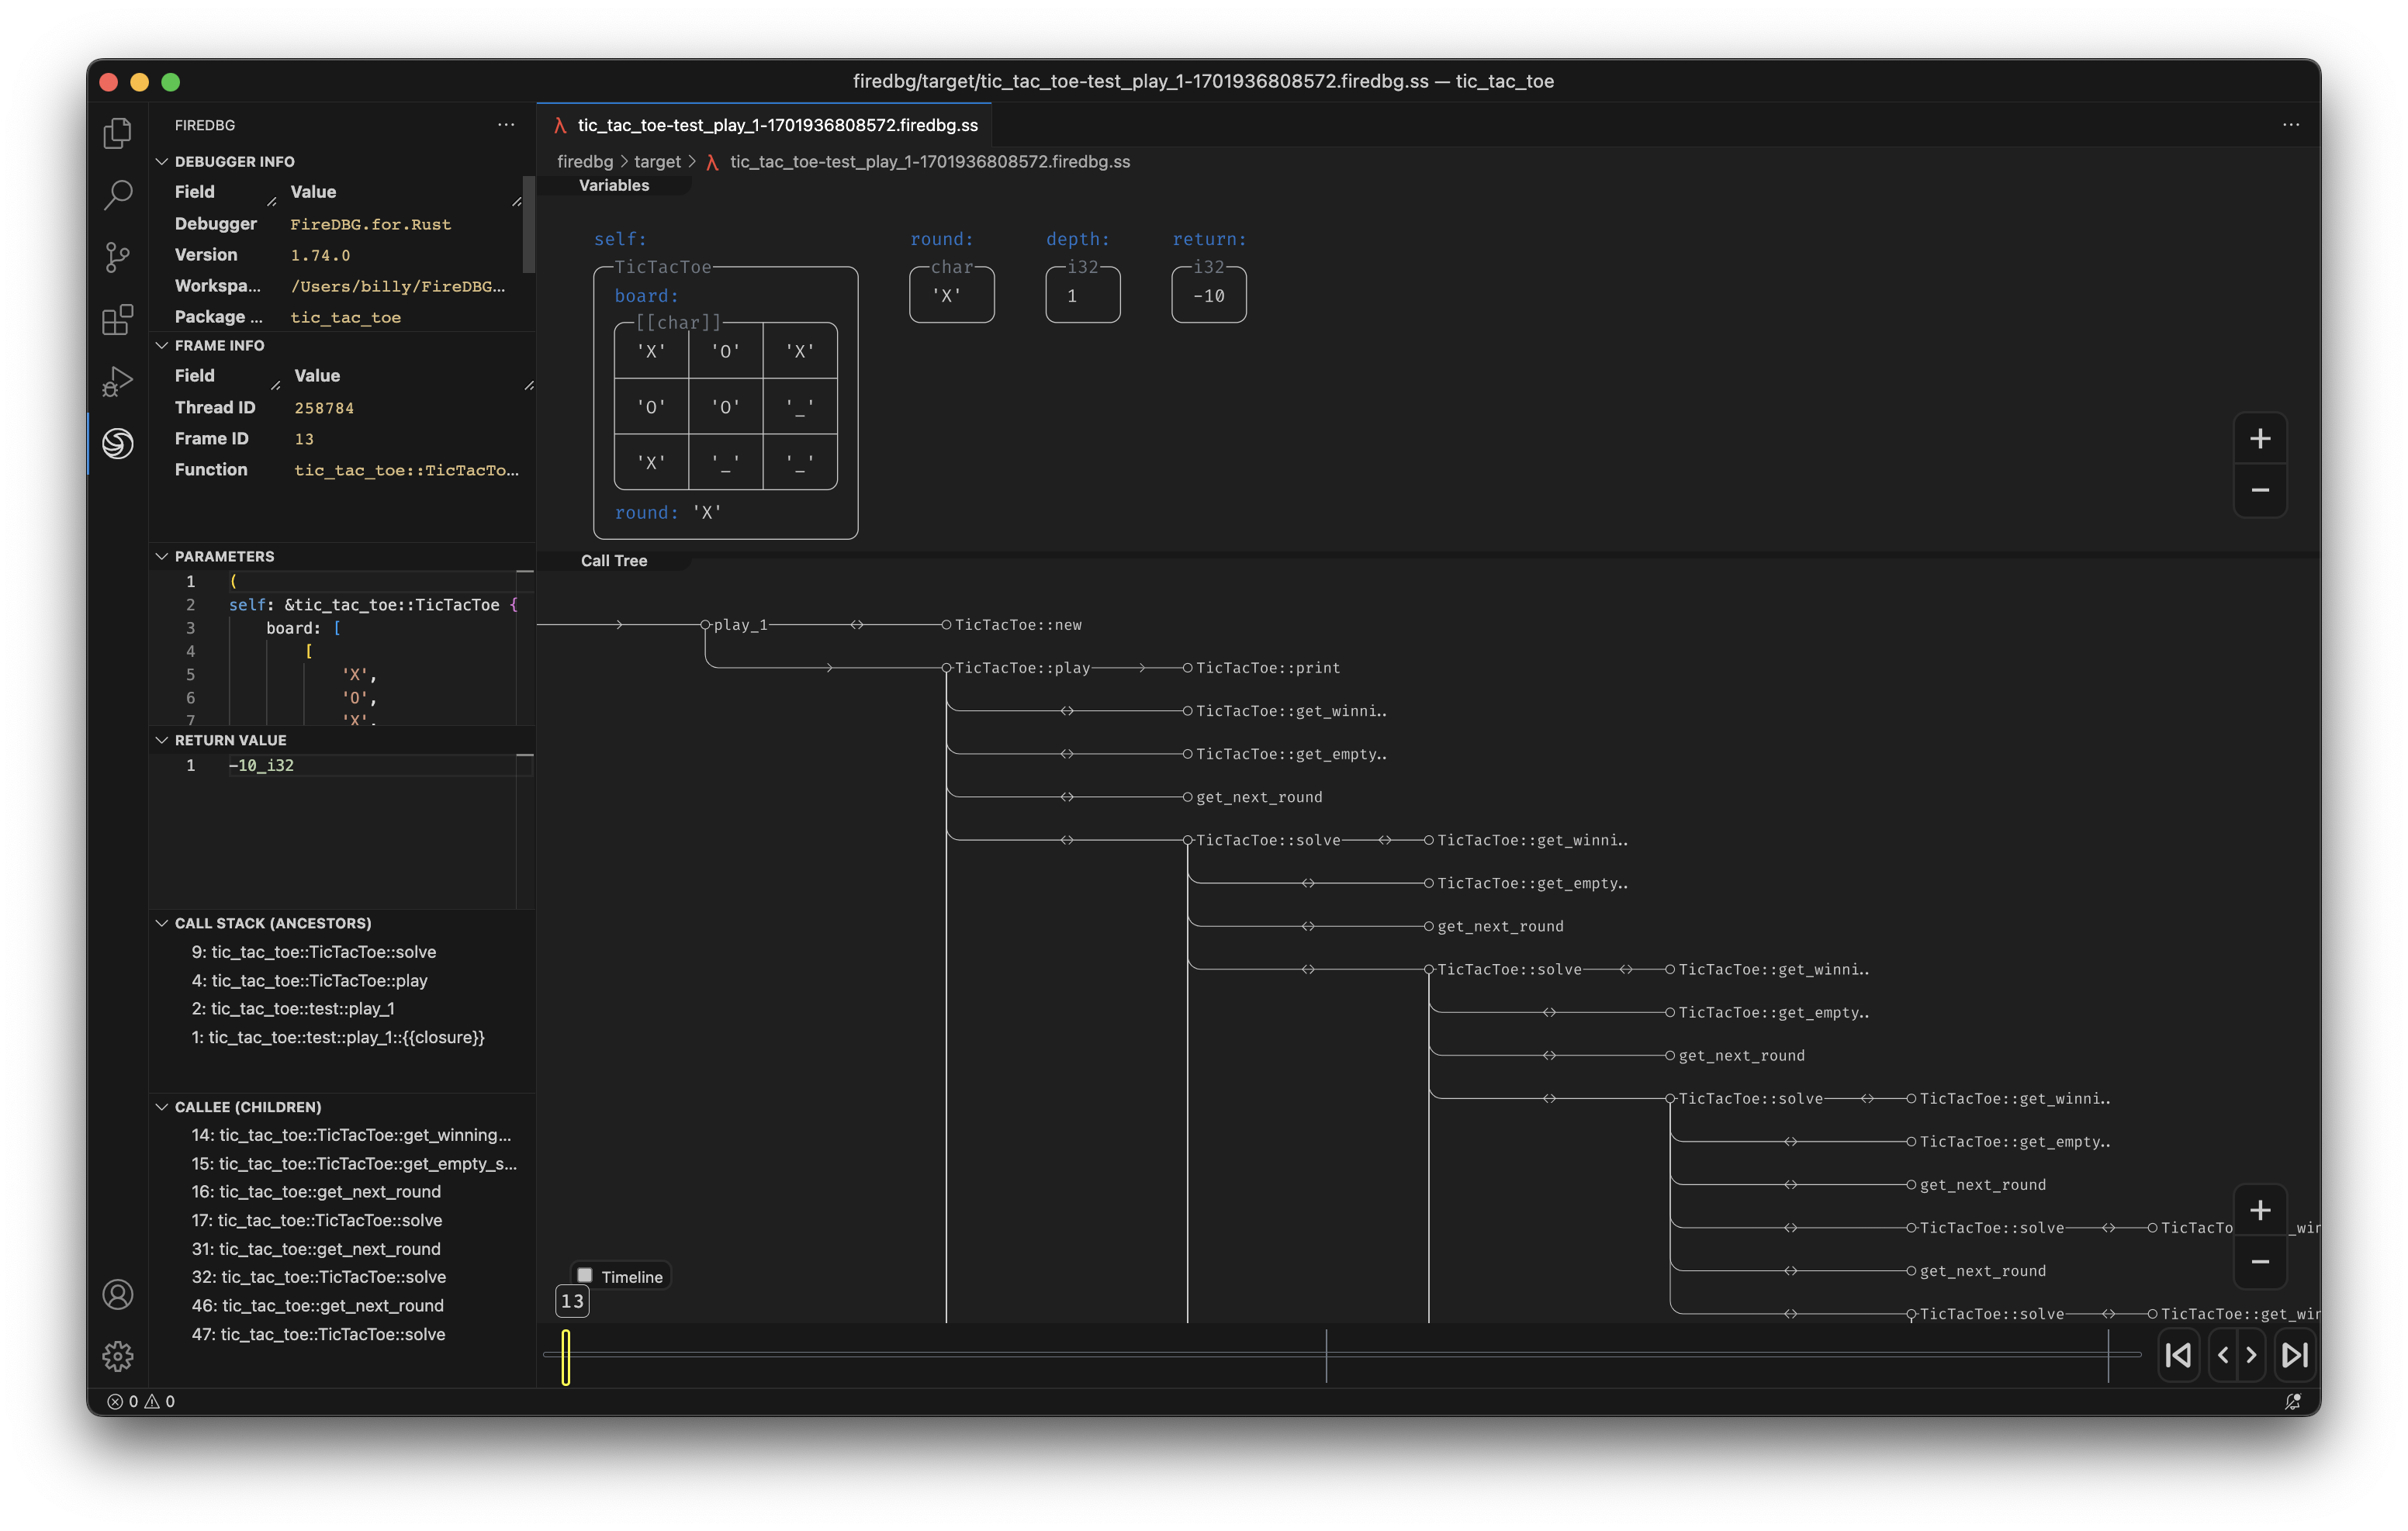 firedbg/target/tic_tac_toe-test_play_1-1701936808572.firedbg.ss — tic_tac_toe
FIREDBG
DEBUGGER INFO
Field Value
Debugger FireDBG.for.Rust
Version 1.74.0
Workspa... /Users/billy/FireDBG...
Package ... tic_tac_toe
FRAME INFO
Field Value
Thread ID 258784
Frame ID 13
Function tic_tac_toe::TicTacTo...
PARAMETERS
1 (
2 self: &tic_tac_toe::TicTacToe {
3 board: [
4 [
5 'X',
6 'O',
7 'X',
RETURN VALUE
1 -10_i32
CALL STACK (ANCESTORS)
9: tic_tac_toe::TicTacToe::solve
4: tic_tac_toe::TicTacToe::play
2: tic_tac_toe::test::play_1
1: tic_tac_toe::test::play_1::{{closure}}
CALLEE (CHILDREN)
14: tic_tac_toe::TicTacToe::get_winning...
15: tic_tac_toe::TicTacToe::get_empty_s...
16: tic_tac_toe::get_next_round
17: tic_tac_toe::TicTacToe::solve
31: tic_tac_toe::get_next_round
32: tic_tac_toe::TicTacToe::solve
46: tic_tac_toe::get_next_round
47: tic_tac_toe::TicTacToe::solve
tic_tac_toe-test_play_1-1701936808572.firedbg.ss
firedbg > target > tic_tac_toe-test_play_1-1701936808572.firedbg.ss
Variables
self: round: depth: return:
TicTacToe char i32 i32
board: 'X' 1 -10
[[char]]
'X' 'O' 'X'
'O' 'O' '_'
'X' '_' '_'
round: 'X'
Call Tree
play_1 TicTacToe::new
TicTacToe::play TicTacToe::print
TicTacToe::get_winni..
TicTacToe::get_empty..
get_next_round
TicTacToe::solve TicTacToe::get_winni..
TicTacToe::get_empty..
get_next_round
TicTacToe::solve TicTacToe::get_winni..
TicTacToe::get_empty..
get_next_round
TicTacToe::solve TicTacToe::get_winni..
TicTacToe::get_empty..
get_next_round
TicTacToe::solve TicTacTo _wir
get_next_round
TicTacToe::solve TicTacToe::get_wir
Timeline
13
0 0